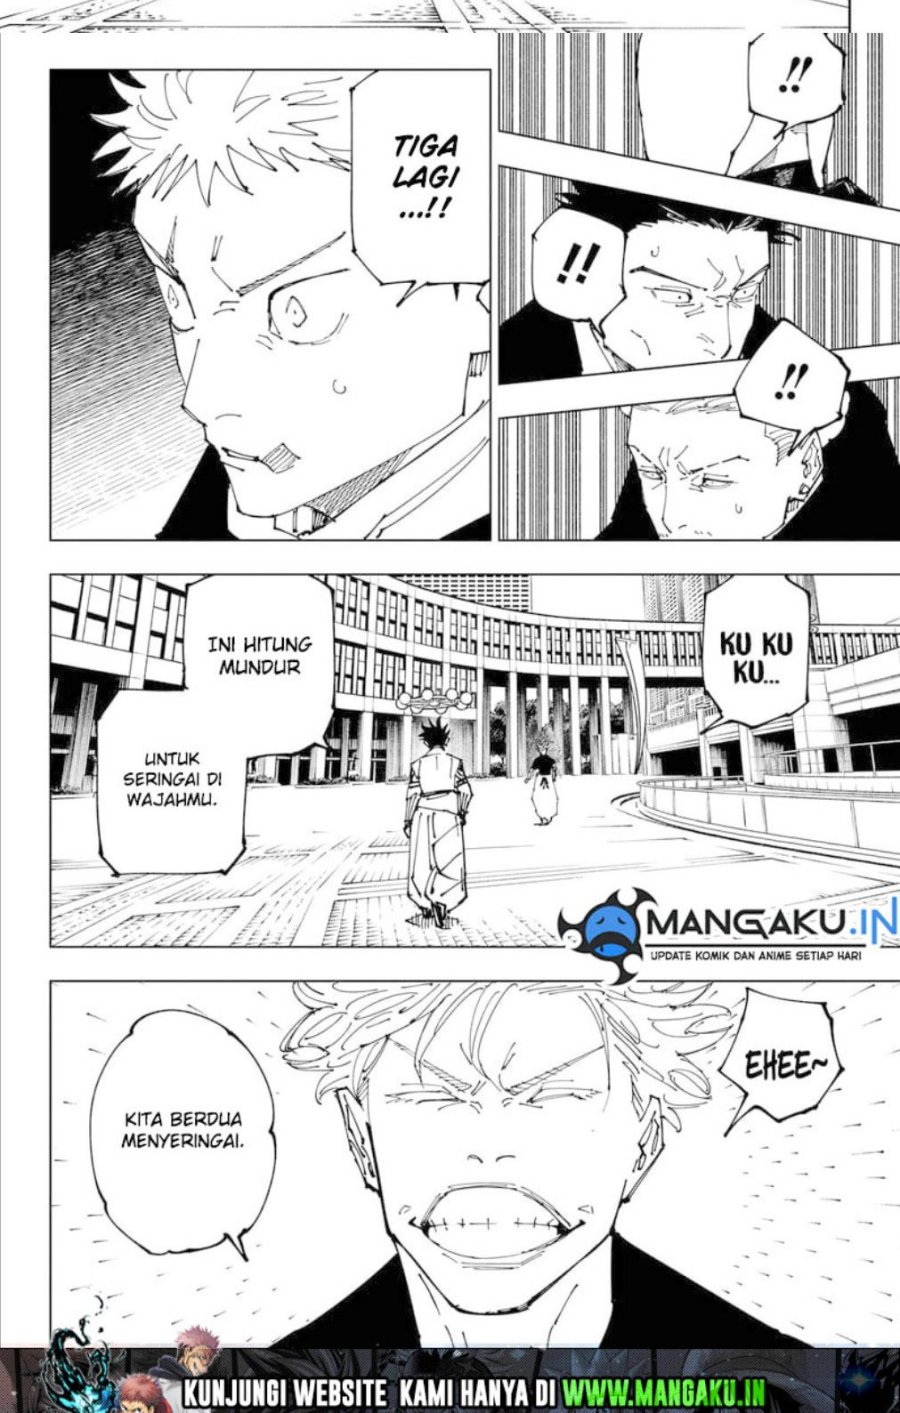 !!
!!
!!
TIGA
LAGI
...!!
KU KU
KU...
INI HITUNG
MUNDUR
UNTUK
SERINGAI DI
WAJAHMU.
MANGAKU.IN
UPDATE KOMIK DAN ANIME SETIAP HARI
EHEE~
KITA BERDUA
MENYERINGAI.
KUNJUNGI WEBSITE KAMI HANYA DI WWW.MANGAKU.IN